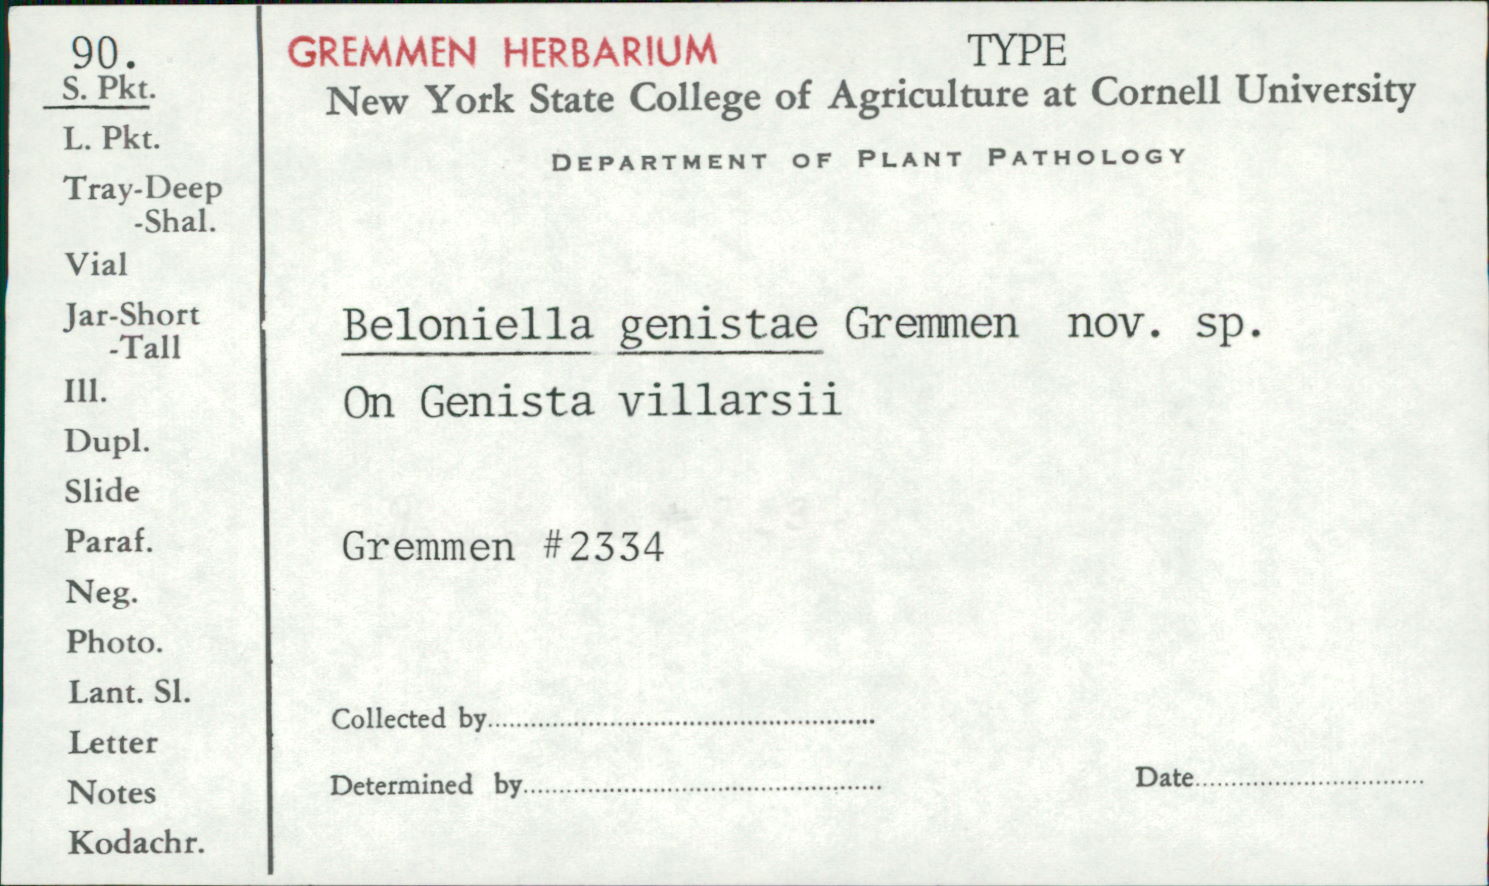 90.
S. Pkt.
L. Pkt.
Tray-Deep
-Shal.
Vial
Jar-Short
-Tall
Ill.
Dupl.
Slide
Paraf.
Neg.
Photo.
Lant. Sl.
Letter
Notes
Kodachr.
GREMMEN HERBARIUM TYPE
New York State College of Agriculture at Cornell University
DEPARTMENT OF PLANT PATHOLOGY
Beloniella genistae Gremmen nov. sp.
On Genista villarsii
Gremmen #2334
Collected by
Determined by
Date